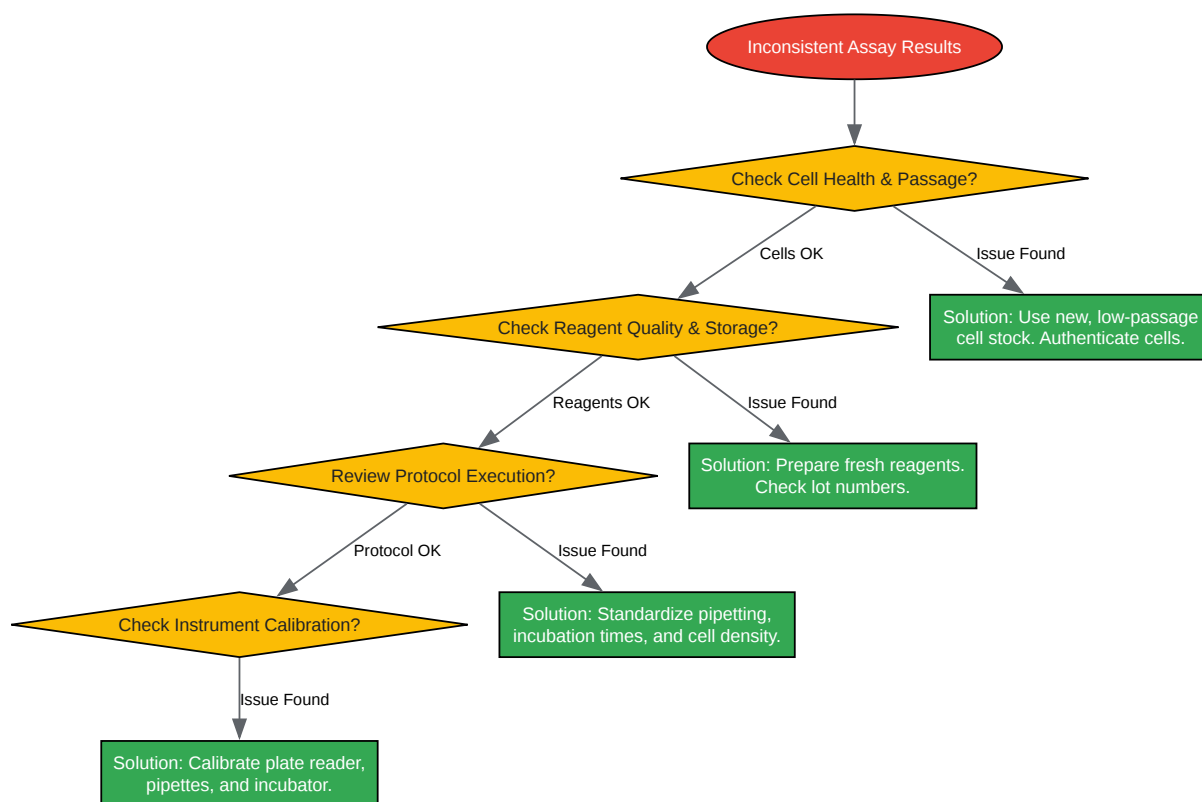 Inconsistent Assay Results
Check Cell Health & Passage?
Cells OK
Issue Found
Check Reagent Quality & Storage?
Solution: Use new, low-passage
cell stock. Authenticate cells.
Reagents OK
Issue Found
Review Protocol Execution?
Solution: Prepare fresh reagents.
Check lot numbers.
Protocol OK
Issue Found
Check Instrument Calibration?
Solution: Standardize pipetting,
incubation times, and cell density.
Issue Found
Solution: Calibrate plate reader,
pipettes, and incubator.